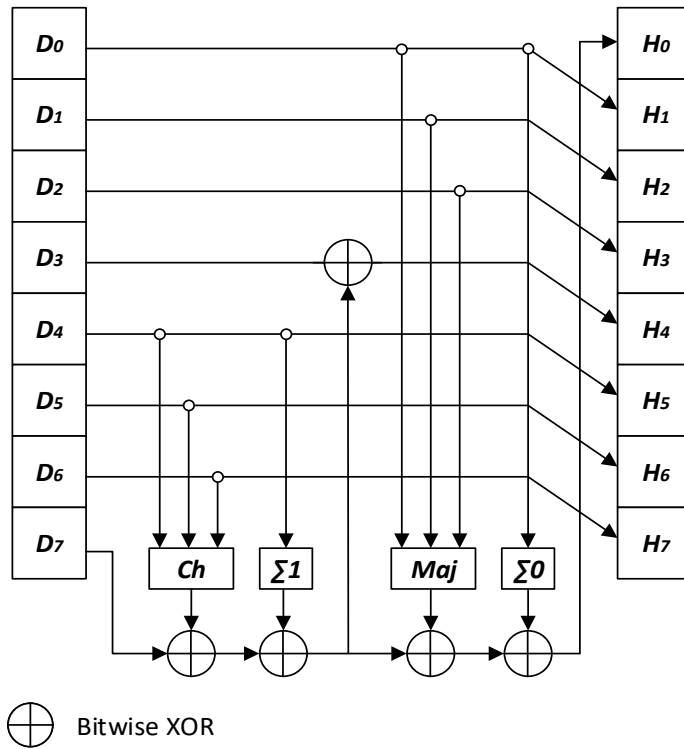 D0 H0
D1 H1
D2 H2
D3 H3
D4 H4
D5 H5
D6 H6
D7 H7
Ch ∑1 Maj ∑0
Bitwise XOR